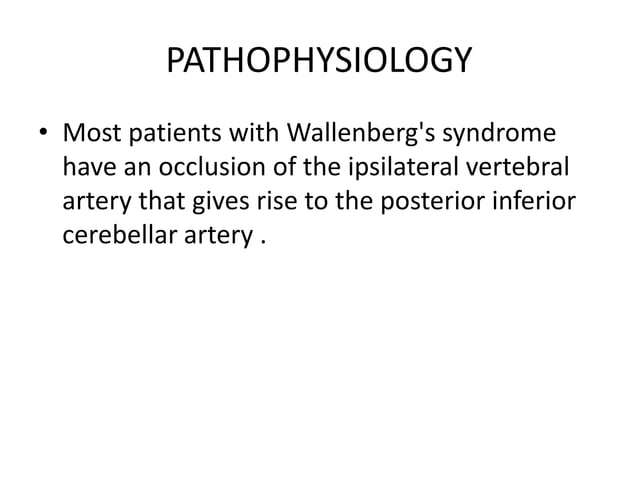 PATHOPHYSIOLOGY
• Most patients with Wallenberg's syndrome
have an occlusion of the ipsilateral vertebral
artery that gives rise to the posterior inferior
cerebellar artery .